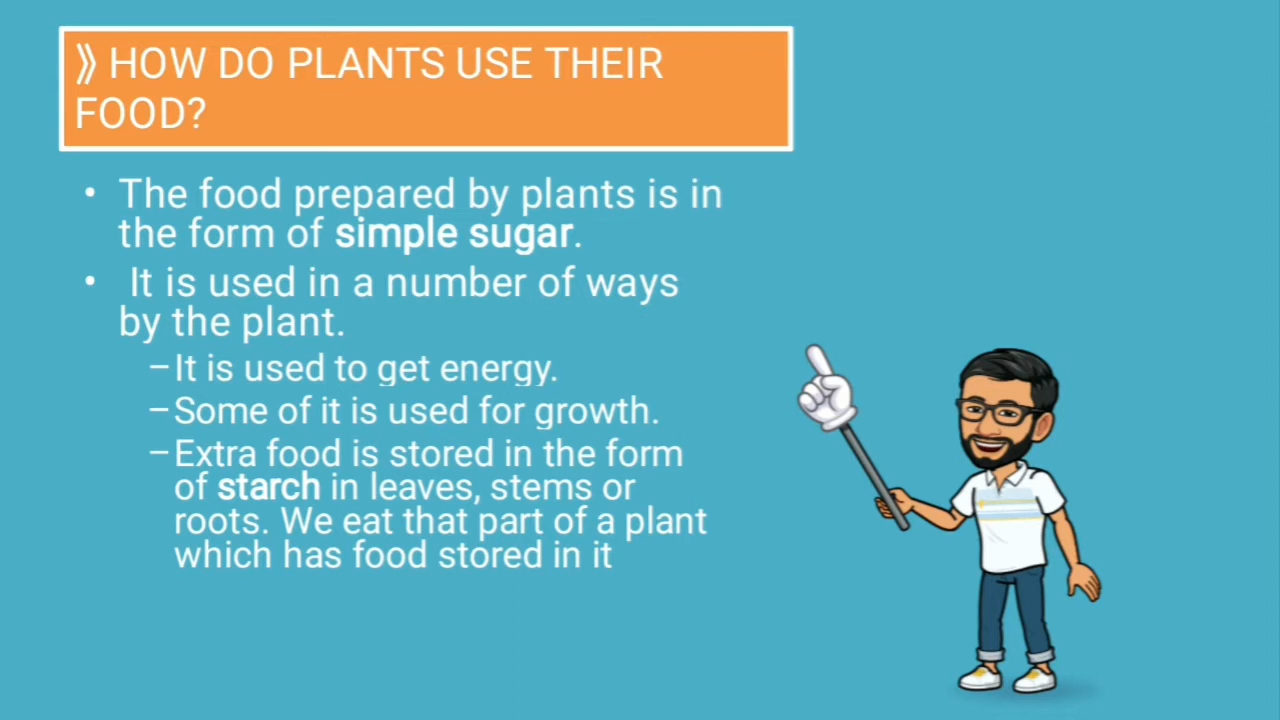 ⟫ HOW DO PLANTS USE THEIR
FOOD?
• The food prepared by plants is in
the form of simple sugar.
• It is used in a number of ways
by the plant.
–It is used to get energy.
–Some of it is used for growth.
–Extra food is stored in the form
of starch in leaves, stems or
roots. We eat that part of a plant
which has food stored in it